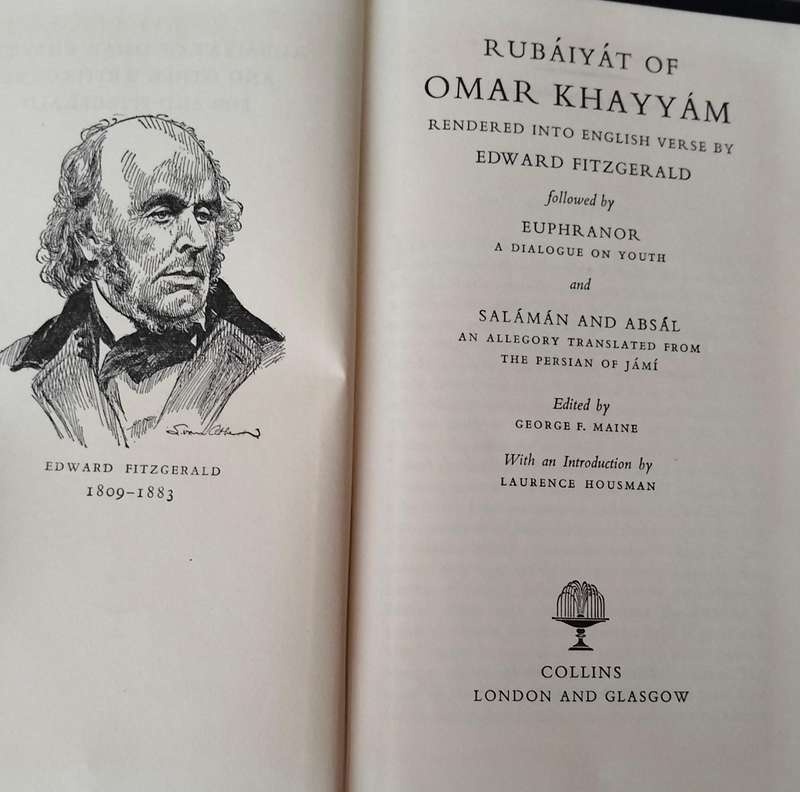 EDWARD FITZGERALD
1809–1883
RUBÁIYÁT OF
OMAR KHAYYÁM
RENDERED INTO ENGLISH VERSE BY
EDWARD FITZGERALD
followed by
EUPHRANOR
A DIALOGUE ON YOUTH
and
SALÁMÁN AND ABSÁL
AN ALLEGORY TRANSLATED FROM
THE PERSIAN OF JÁMÍ
Edited by
GEORGE F. MAINE
With an Introduction by
LAURENCE HOUSMAN
COLLINS
LONDON AND GLASGOW